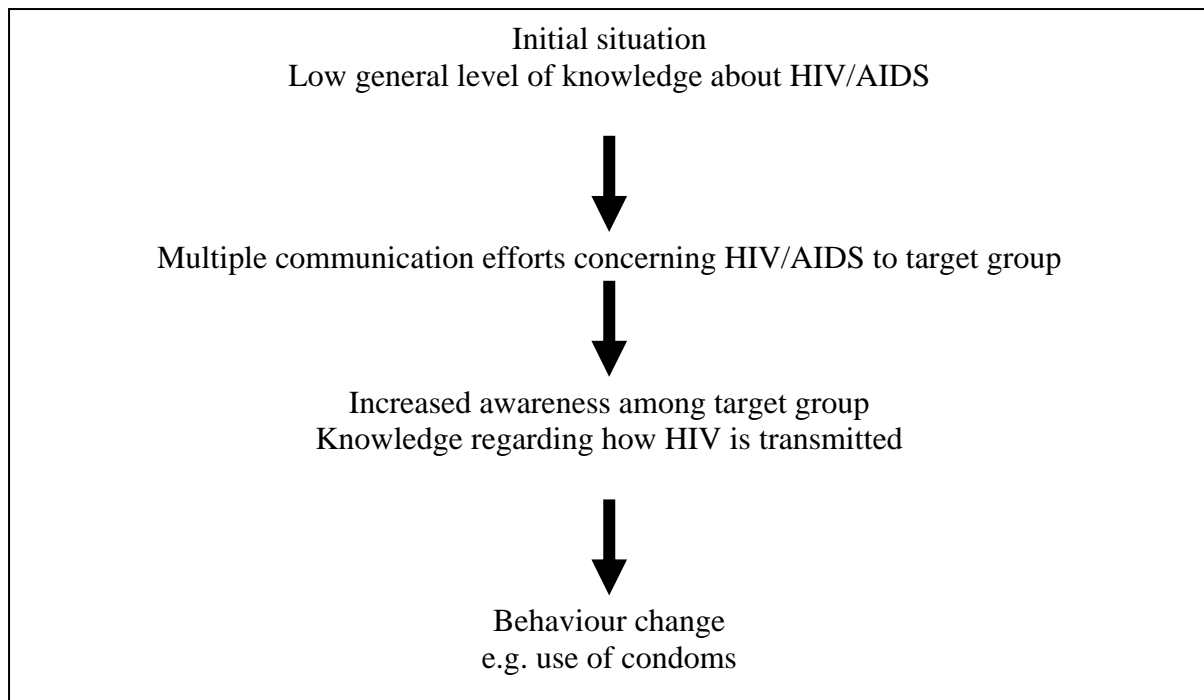 Initial situation
Low general level of knowledge about HIV/AIDS
Multiple communication efforts concerning HIV/AIDS to target group
Increased awareness among target group
Knowledge regarding how HIV is transmitted
Behaviour change
e.g. use of condoms